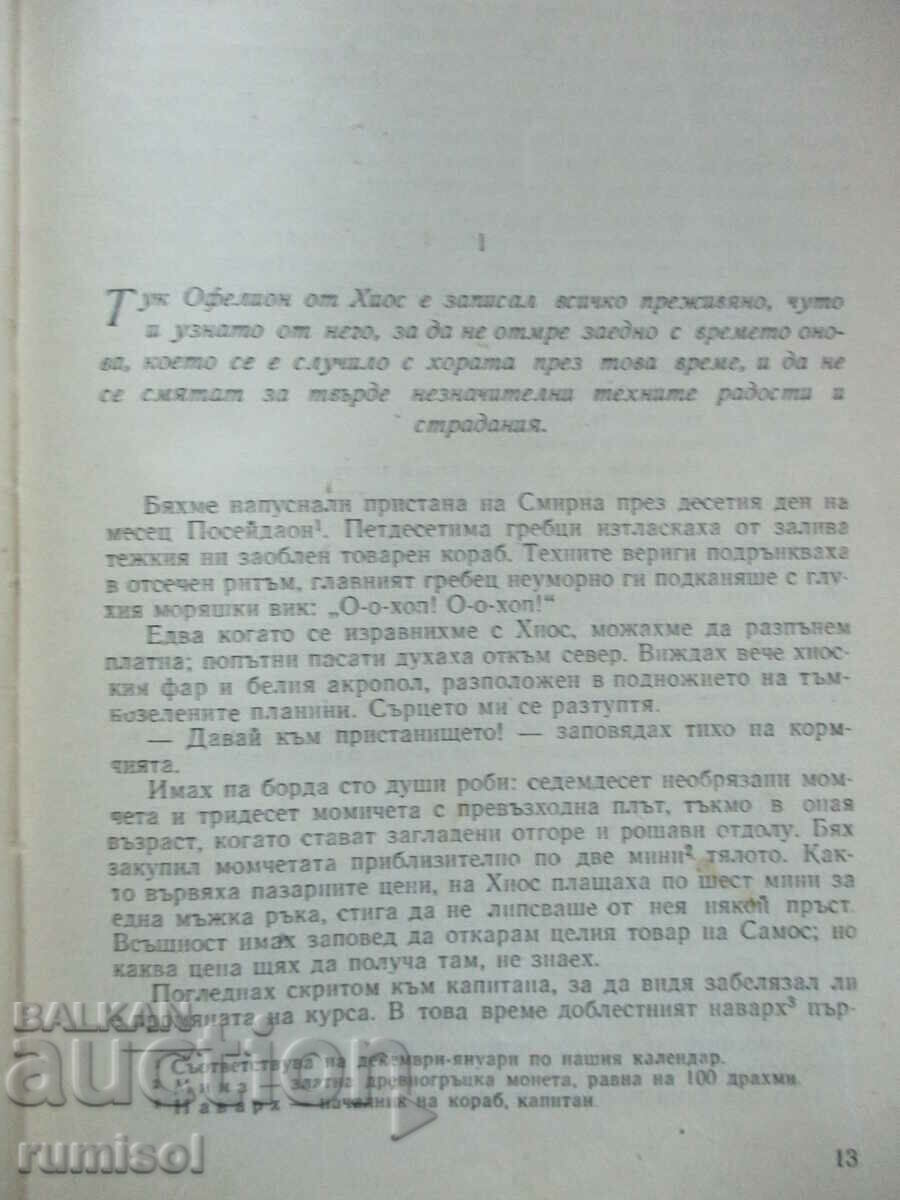 I
Тук Офелион от Хиос е записал всичко преживяно, чуто
и узнато от него, за да не отмре заедно с времето оно-
ва, което се е случило с хората през това време, и да не
се смятат за твърде незначителни техните радости и
страдания.
Бяхме напуснали пристана на Смирна през десетия ден на
месец Посейдаон¹. Петдесетима гребци изтласкаха от залива
тежкия ни заоблен товарен кораб. Техните вериги подрънкваха
в отсечен ритъм, главният гребец неуморно ги подканяше с глу-
хия моряшки вик: „О-о-хоп! О-о-хоп!“
Едва когато се изравнихме с Хиос, можахме да разпънем
платна; попътни пасати духаха откъм север. Виждах вече хиос-
кия фар и белия акропол, разположен в подножието на тъм-
нозелените планини. Сърцето ми се разтуптя.
— Давай към пристанището! — заповядах тихо на корм-
чията.
Имах на борда сто души роби: седемдесет необрязани мом-
чета и тридесет момичета с превъзходна плът, тъкмо в оная
възраст, когато стават загладени отгоре и рошави отдолу. Бях
закупил момчетата приблизително по две мини² тялото. Как-
то вървяха пазарните цени, на Хиос плащаха по шест мини за
една мъжка ръка, стига да не липсваше от нея някой пръст.
Всъщност имах заповед да откарам целия товар на Самос; но
каква цена щях да получа там, не знаех.
Погледнах скритом към капитана, за да видя забелязал ли
на курса. В това време доблестният наварх³ пър-
Съответствува на декември-януари по нашия календар.
² Мина — златна древногръцка монета, равна на 100 драхми.
³ Наварх — началник на кораб, капитан.
13
BALKAN
auction
rumisol